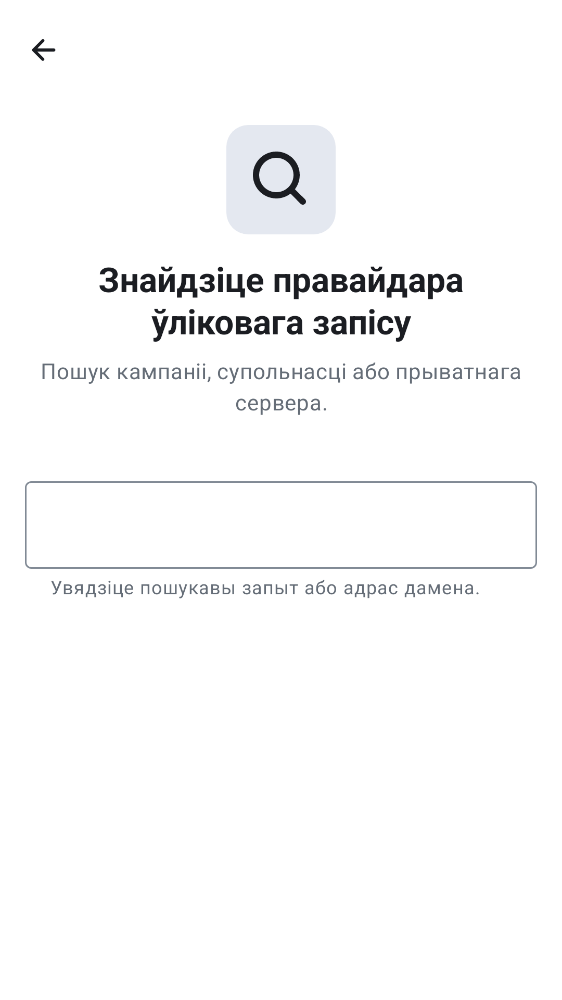 Знайдзіце правайдара
ўліковага запісу
Пошук кампаніі, супольнасці або прыватнага
сервера.
Увядзіце пошукавы запыт або адрас дамена.